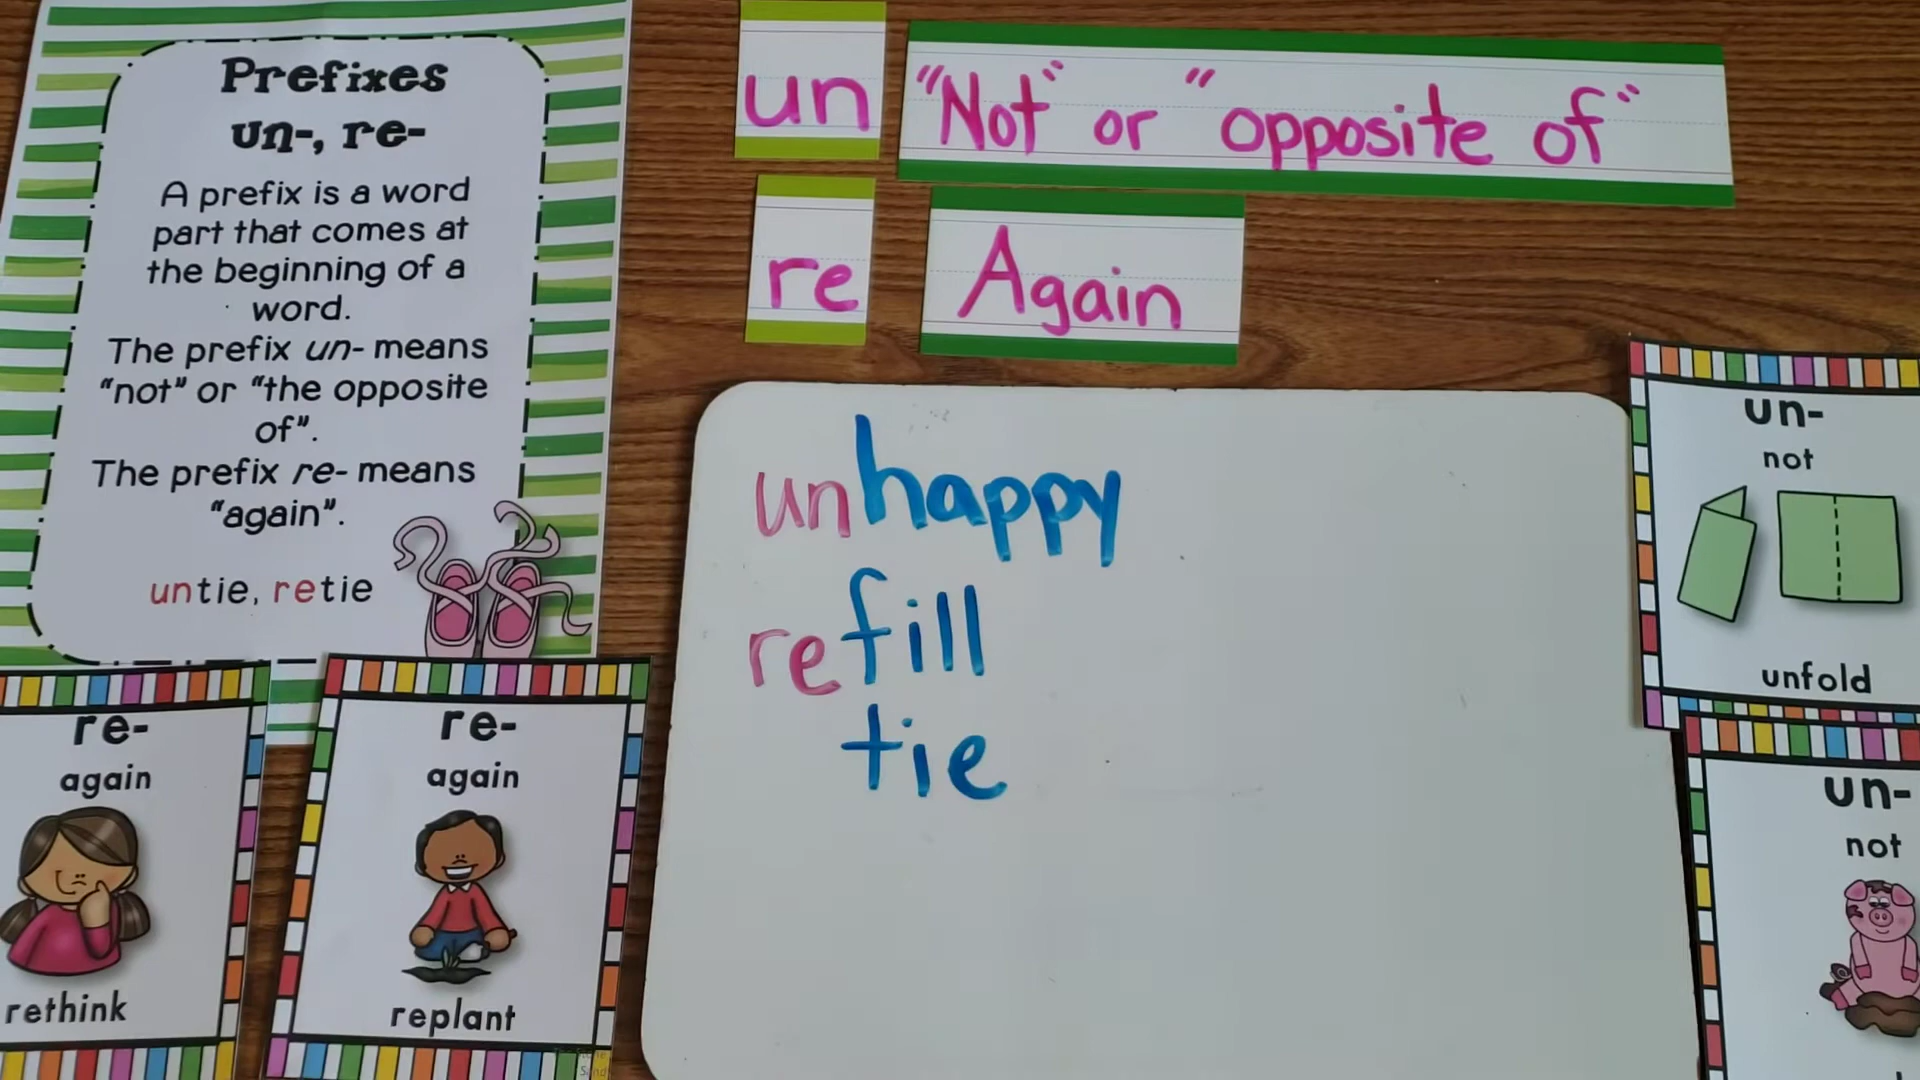 Prefixes
un-, re-
A prefix is a word
part that comes at
the beginning of a
word.
The prefix un- means
"not" or "the opposite
of".
The prefix re- means
"again".
untie, retie
un
"Not" or "opposite of"
re
Again
unhappy
refill
tie
re-
again
rethink
re-
again
replant
un-
not
unfold
un-
not